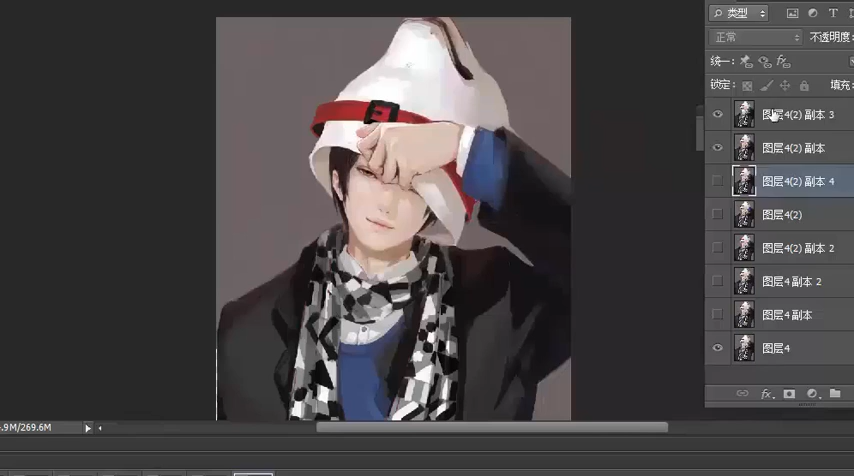 类型 T
正常 不透明度:
统一: fx
锁定: 填充:
图层4(2) 副本 3
图层4(2) 副本
图层4(2) 副本 4
图层4(2)
图层4(2) 副本 2
图层4 副本 2
图层4 副本
图层4
fx.
.9M/269.6M